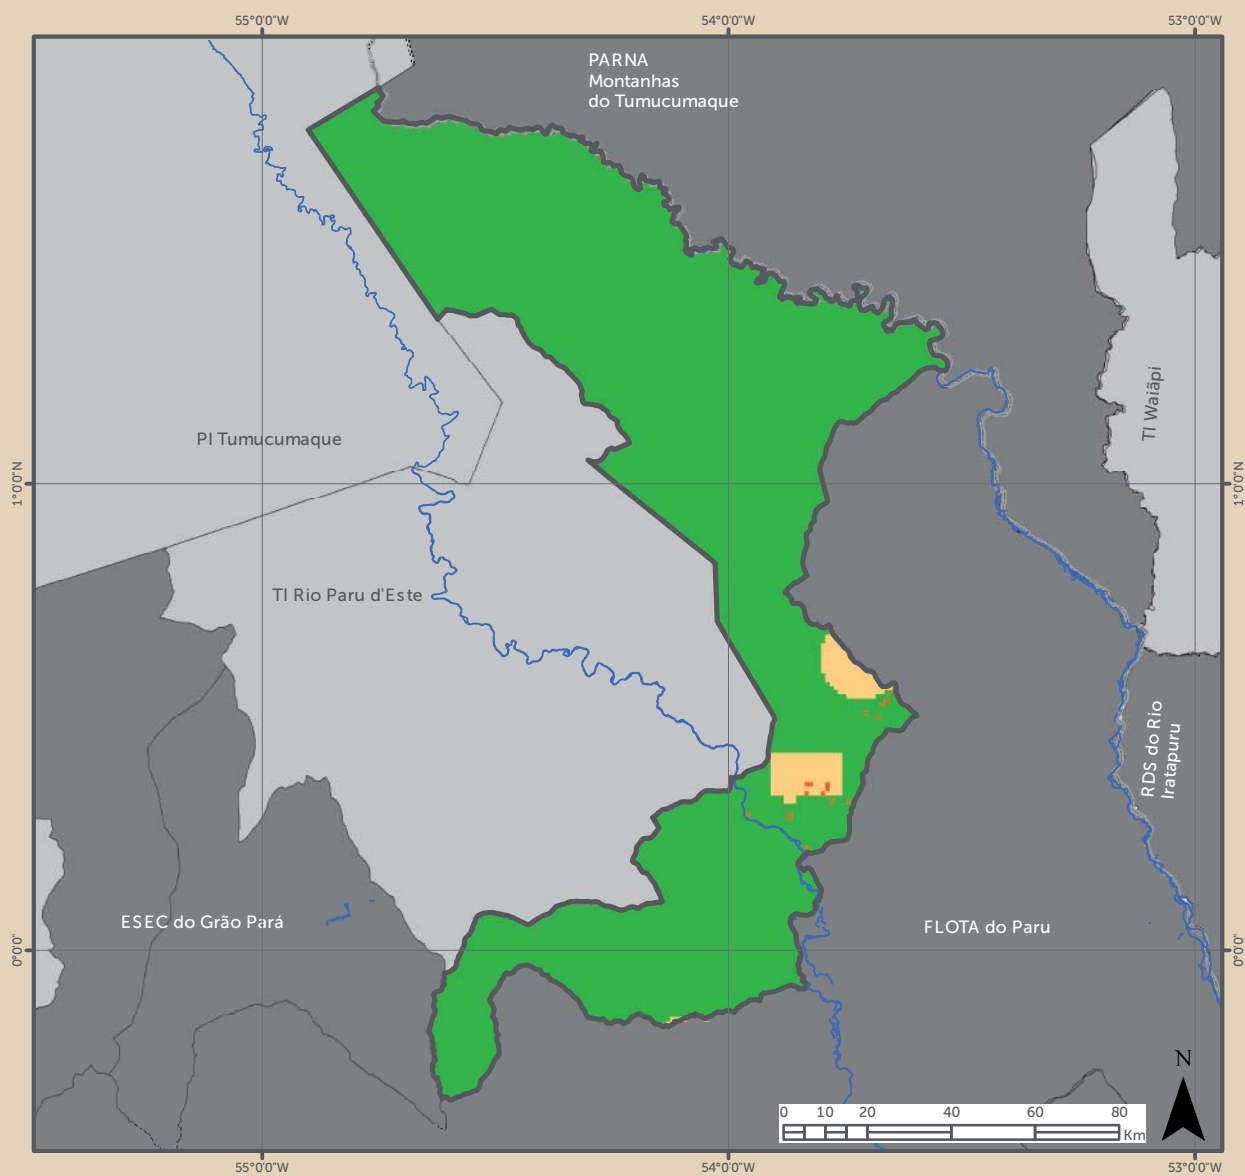 55°0'0"W
54°0'0"W
53°0'0"W
PARNA
Montanhas
do Tumucumaque
TI Waiãpi
PI Tumucumaque
1°0'0"N
1°0'0"N
TI Rio Paru d'Este
RDS do Rio
Iratapuru
ESEC do Grão Pará
FLOTA do Paru
0°0'0"
0°0'0"
N
0 10 20 40 60 80
Km
55°0'0"W
54°0'0"W
53°0'0"W